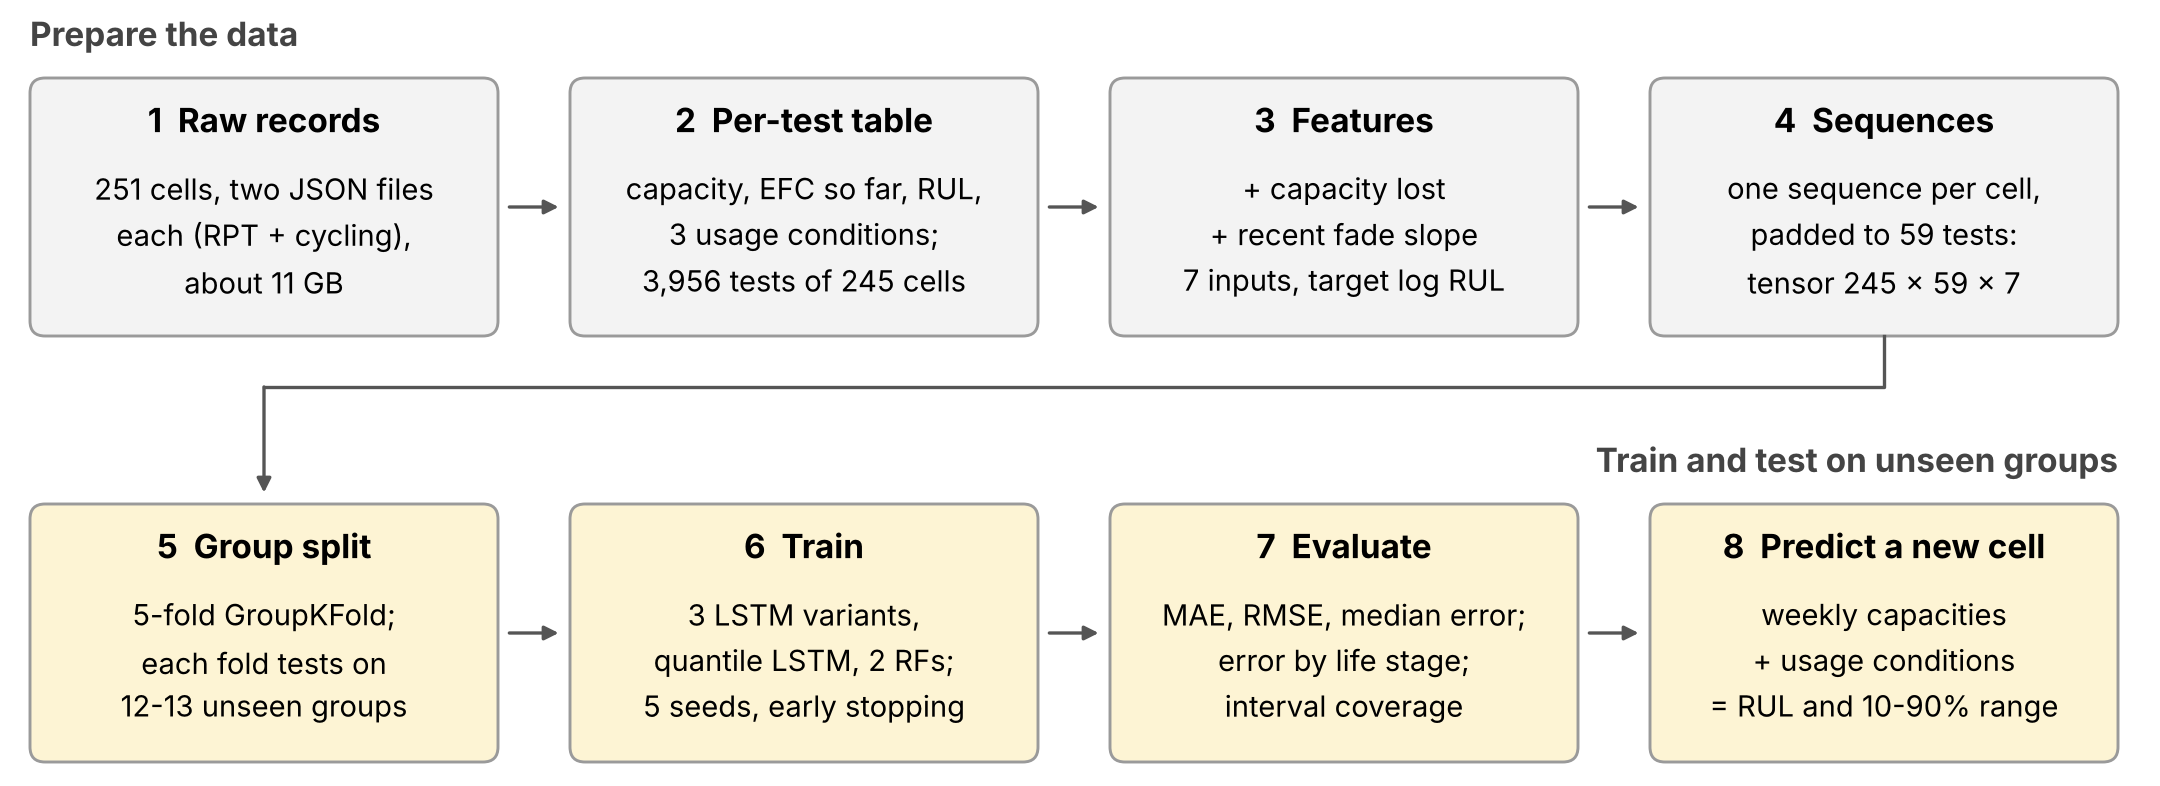 Prepare the data
1 Raw records
251 cells, two JSON files
each (RPT + cycling),
about 11 GB
2 Per-test table
capacity, EFC so far, RUL,
3 usage conditions;
3,956 tests of 245 cells
3 Features
+ capacity lost
+ recent fade slope
7 inputs, target log RUL
4 Sequences
one sequence per cell,
padded to 59 tests:
tensor 245 × 59 × 7
Train and test on unseen groups
5 Group split
5-fold GroupKFold;
each fold tests on
12-13 unseen groups
6 Train
3 LSTM variants,
quantile LSTM, 2 RFs;
5 seeds, early stopping
7 Evaluate
MAE, RMSE, median error;
error by life stage;
interval coverage
8 Predict a new cell
weekly capacities
+ usage conditions
= RUL and 10-90% range